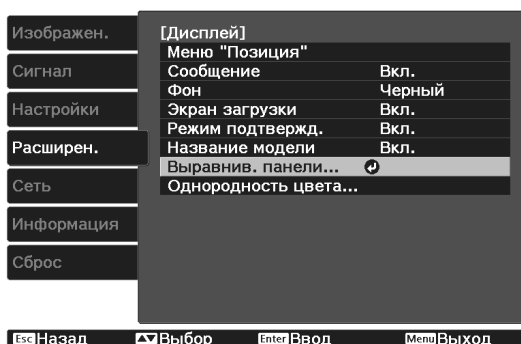 Изображен.
Сигнал
Настройки
Расширен.
Сеть
Информация
Сброс
[Дисплей]
Меню "Позиция"
Сообщение Вкл.
Фон Черный
Экран загрузки Вкл.
Режим подтвержд. Вкл.
Название модели Вкл.
Выравнив. панели...
Однородность цвета...
Esc Назад Выбор Enter Ввод Menu Выход